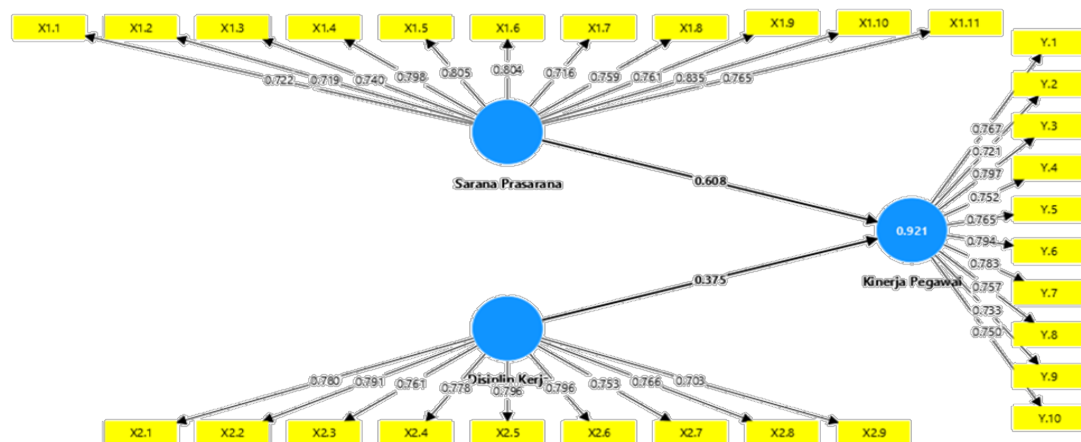 X1.1 X1.2 X1.3 X1.4 X1.5 X1.6 X1.7 X1.8 X1.9 X1.10 X1.11
0.722 0.719 0.740 0.798 0.805 0.804 0.716 0.759 0.761 0.835 0.765
Sarana Prasarana
0.608
Y.1
Y.2
Y.3
Y.4
Y.5
Y.6
Y.7
Y.8
Y.9
Y.10
0.767
0.721
0.797
0.752
0.765
0.794
0.783
0.757
0.733
0.750
0.921
Kinerja Pegawai
0.375
Disiplin Kerja
0.780 0.791 0.761 0.778 0.796 0.796 0.753 0.766 0.703
X2.1 X2.2 X2.3 X2.4 X2.5 X2.6 X2.7 X2.8 X2.9